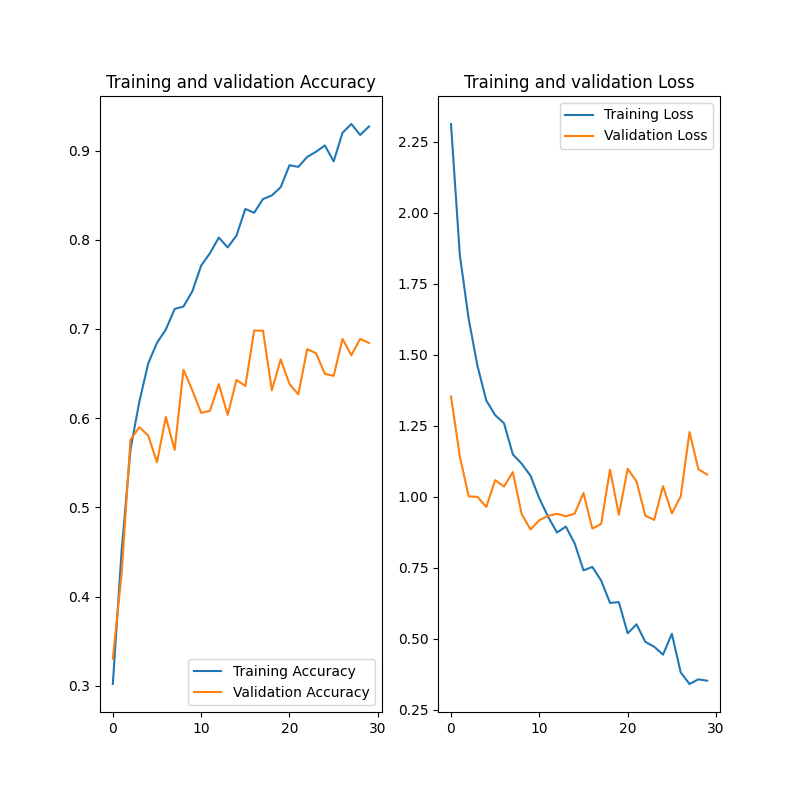 Training and validation Accuracy
0.9
0.8
0.7
0.6
0.5
0.4
0.3
0 10 20 30
Training Accuracy
Validation Accuracy
Training and validation Loss
2.25
2.00
1.75
1.50
1.25
1.00
0.75
0.50
0.25
0 10 20 30
Training Loss
Validation Loss